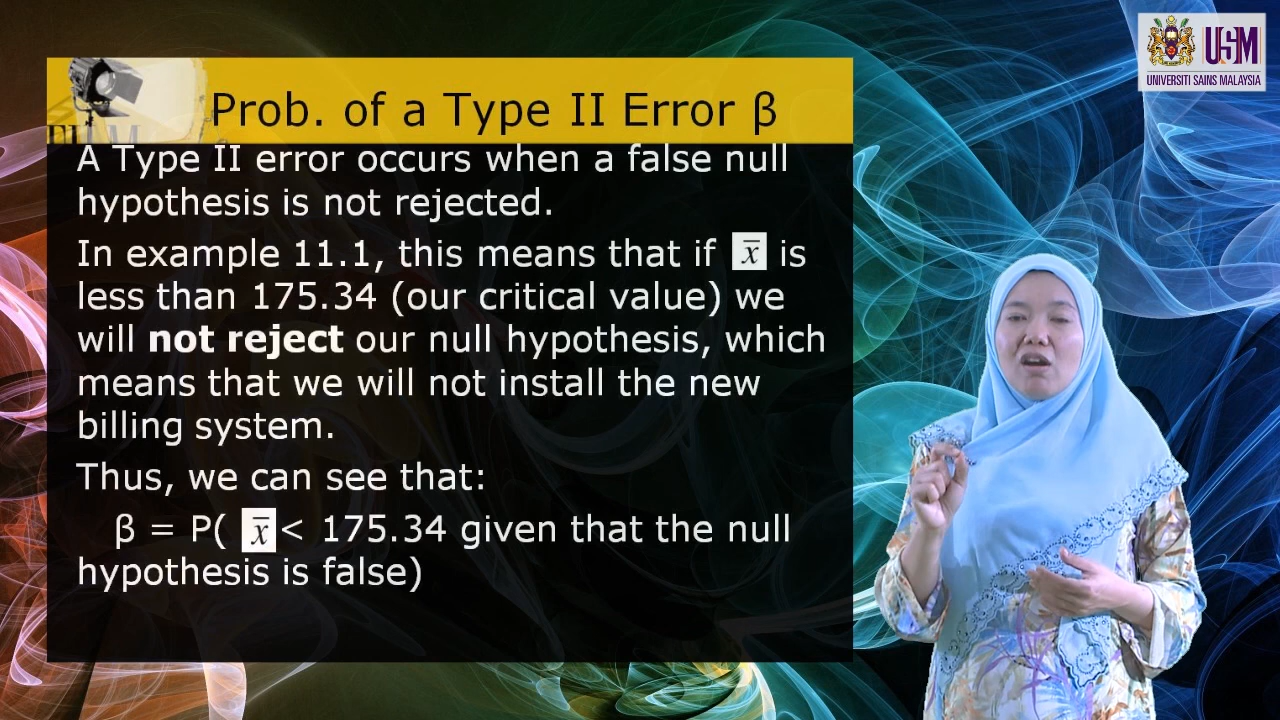 USM
UNIVERSITI SAINS MALAYSIA
Prob. of a Type II Error β
A Type II error occurs when a false null
hypothesis is not rejected.
In example 11.1, this means that if x̅ is
less than 175.34 (our critical value) we
will not reject our null hypothesis, which
means that we will not install the new
billing system.
Thus, we can see that:
β = P( x̅ < 175.34 given that the null
hypothesis is false)